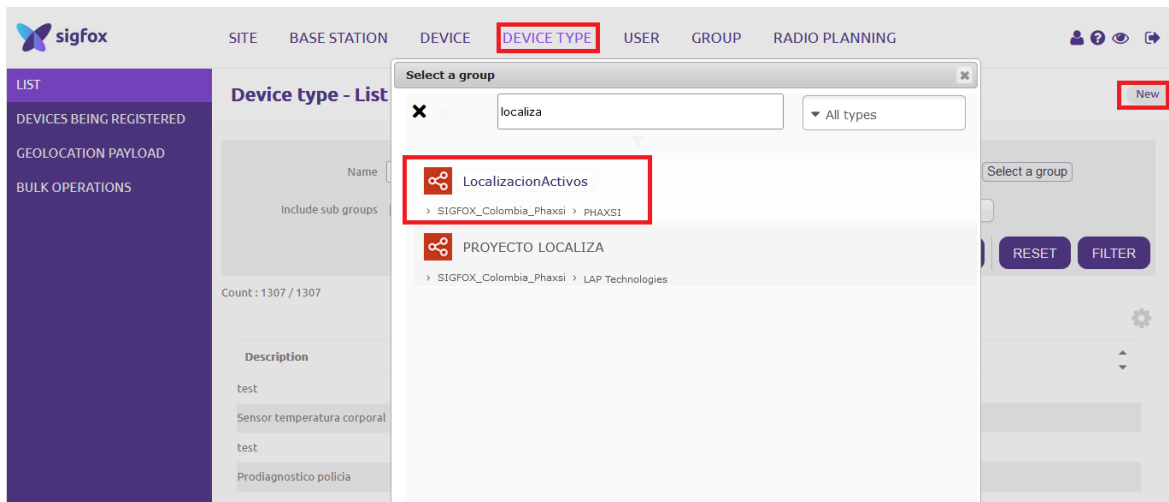 sigfox
SITE BASE STATION DEVICE DEVICE TYPE USER GROUP RADIO PLANNING
LIST
DEVICES BEING REGISTERED
GEOLOCATION PAYLOAD
BULK OPERATIONS
Device type - List
New
Name
Select a group
Include sub groups
RESET FILTER
Count : 1307 / 1307
Description
test
Sensor temperatura corporal
test
Prodiagnostico policia
Select a group
localiza
All types
LocalizacionActivos
> SIGFOX_Colombia_Phaxsi > PHAXSI
PROYECTO LOCALIZA
> SIGFOX_Colombia_Phaxsi > LAP Technologies